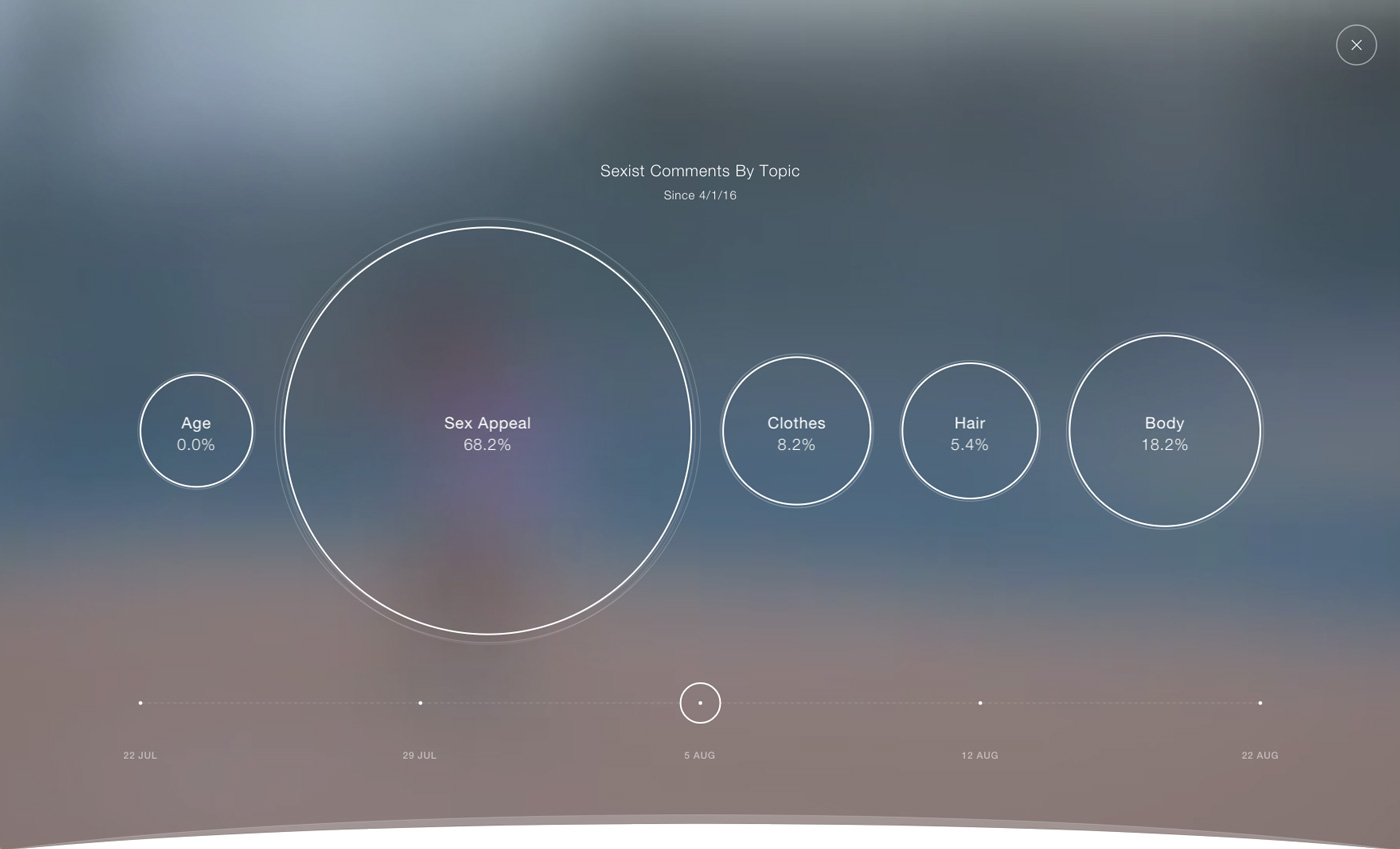 Sexist Comments By Topic
Since 4/1/16
Age
0.0%
Sex Appeal
68.2%
Clothes
8.2%
Hair
5.4%
Body
18.2%
22 JUL
29 JUL
5 AUG
12 AUG
22 AUG